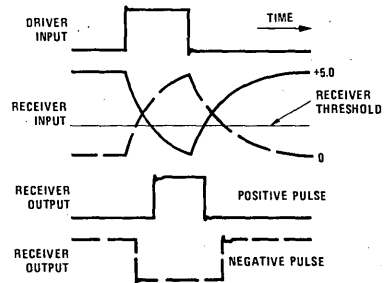 DRIVER
INPUT
TIME
+5.0
RECEIVER
THRESHOLD
RECEIVER
INPUT
0
RECEIVER
OUTPUT
POSITIVE PULSE
RECEIVER
OUTPUT
NEGATIVE PULSE